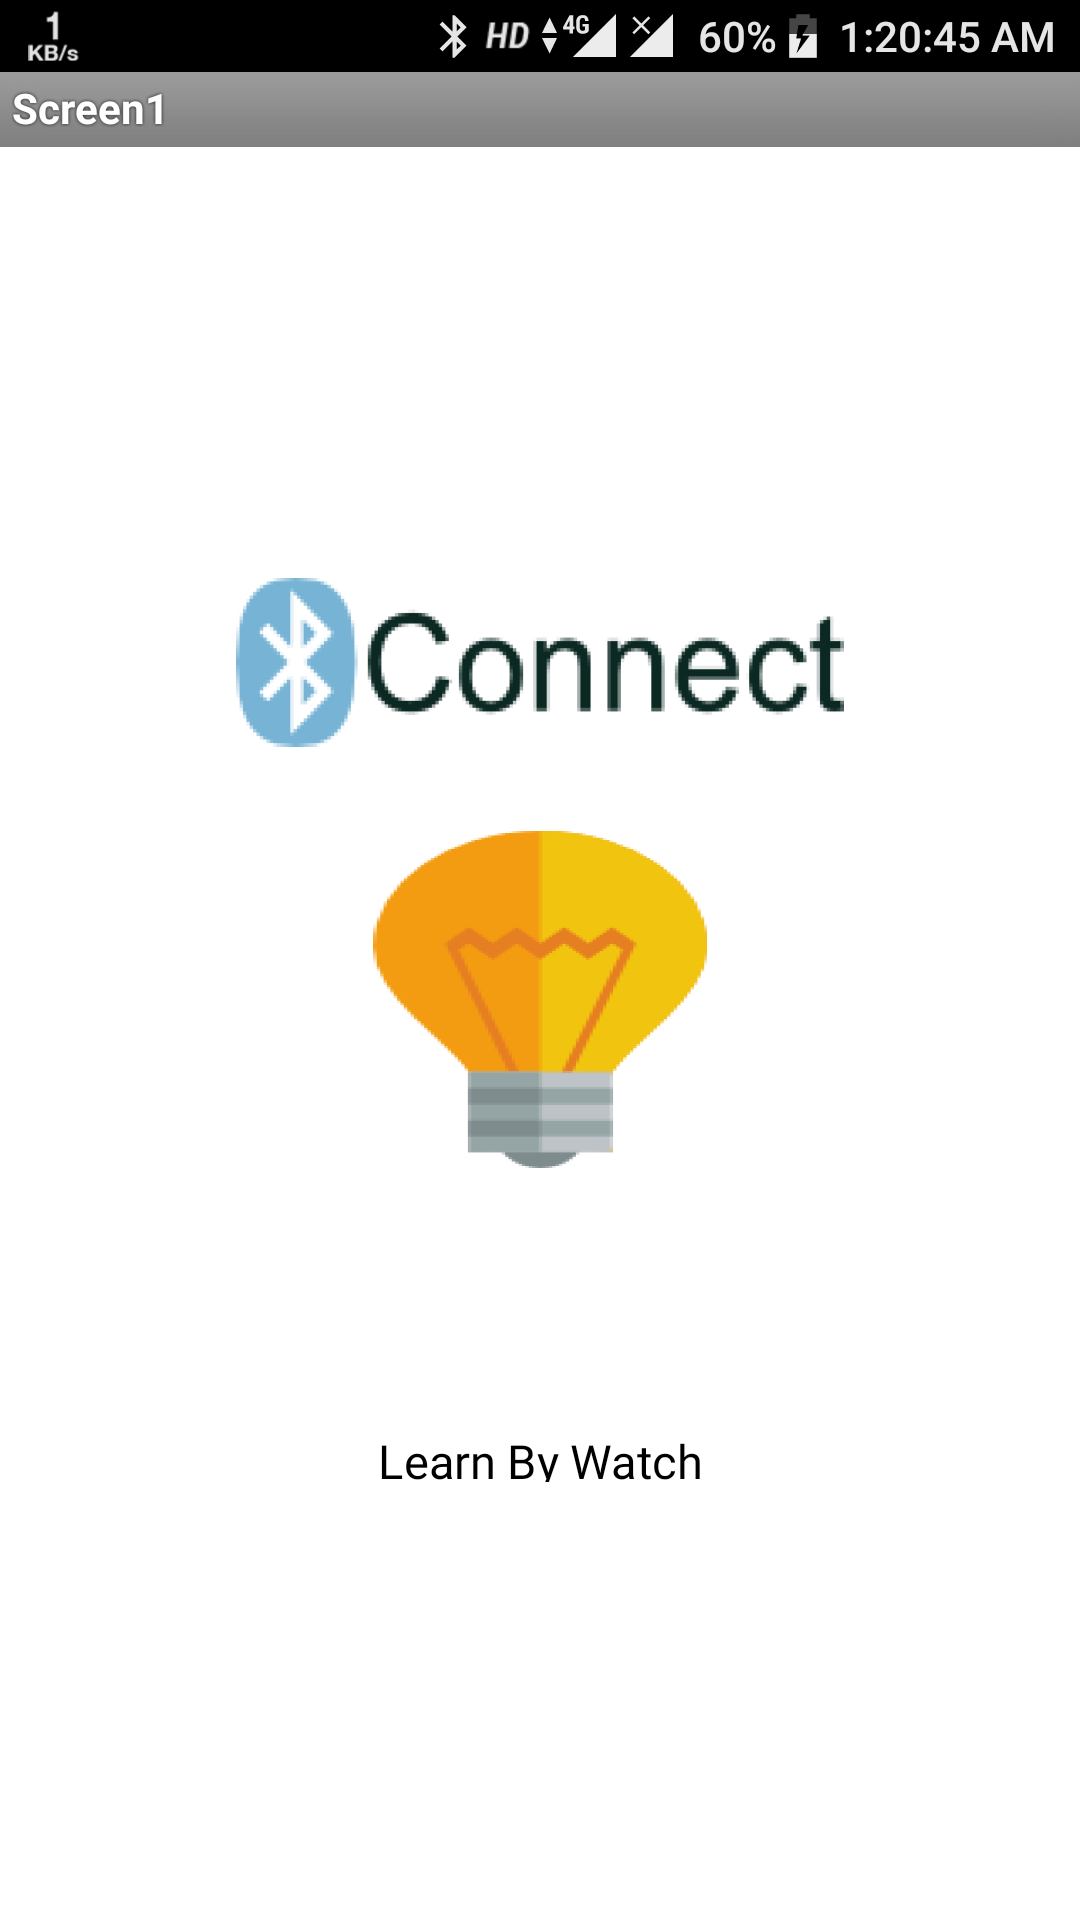 1
KB/s
HD 4G 60% 1:20:45 AM
Screen1
Connect
Learn By Watch